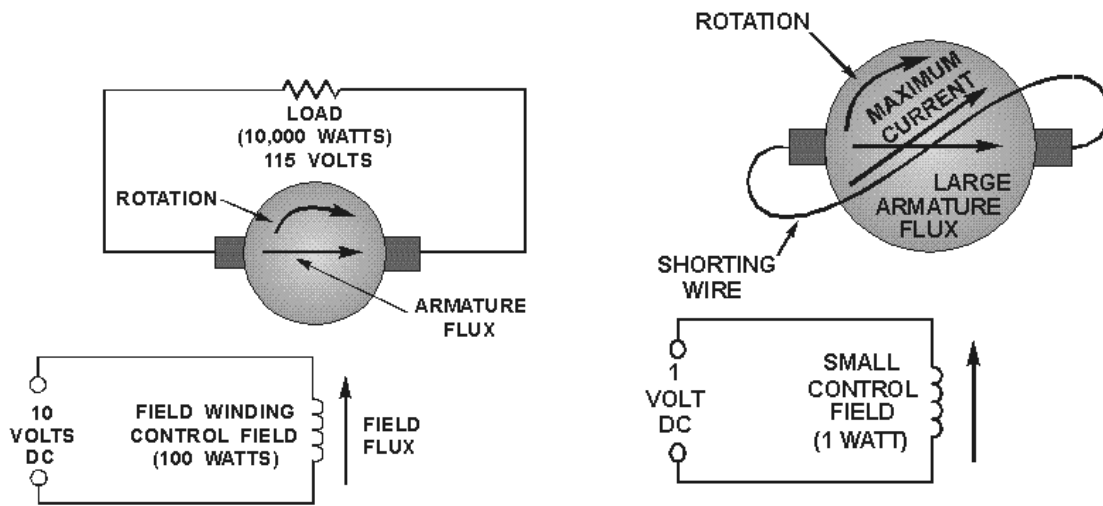 LOAD
(10,000 WATTS)
115 VOLTS
ROTATION
ARMATURE
FLUX
10
VOLTS
DC
FIELD WINDING
CONTROL FIELD
(100 WATTS)
FIELD
FLUX
ROTATION
MAXIMUM
CURRENT
LARGE
ARMATURE
FLUX
SHORTING
WIRE
1
VOLT
DC
SMALL
CONTROL
FIELD
(1 WATT)